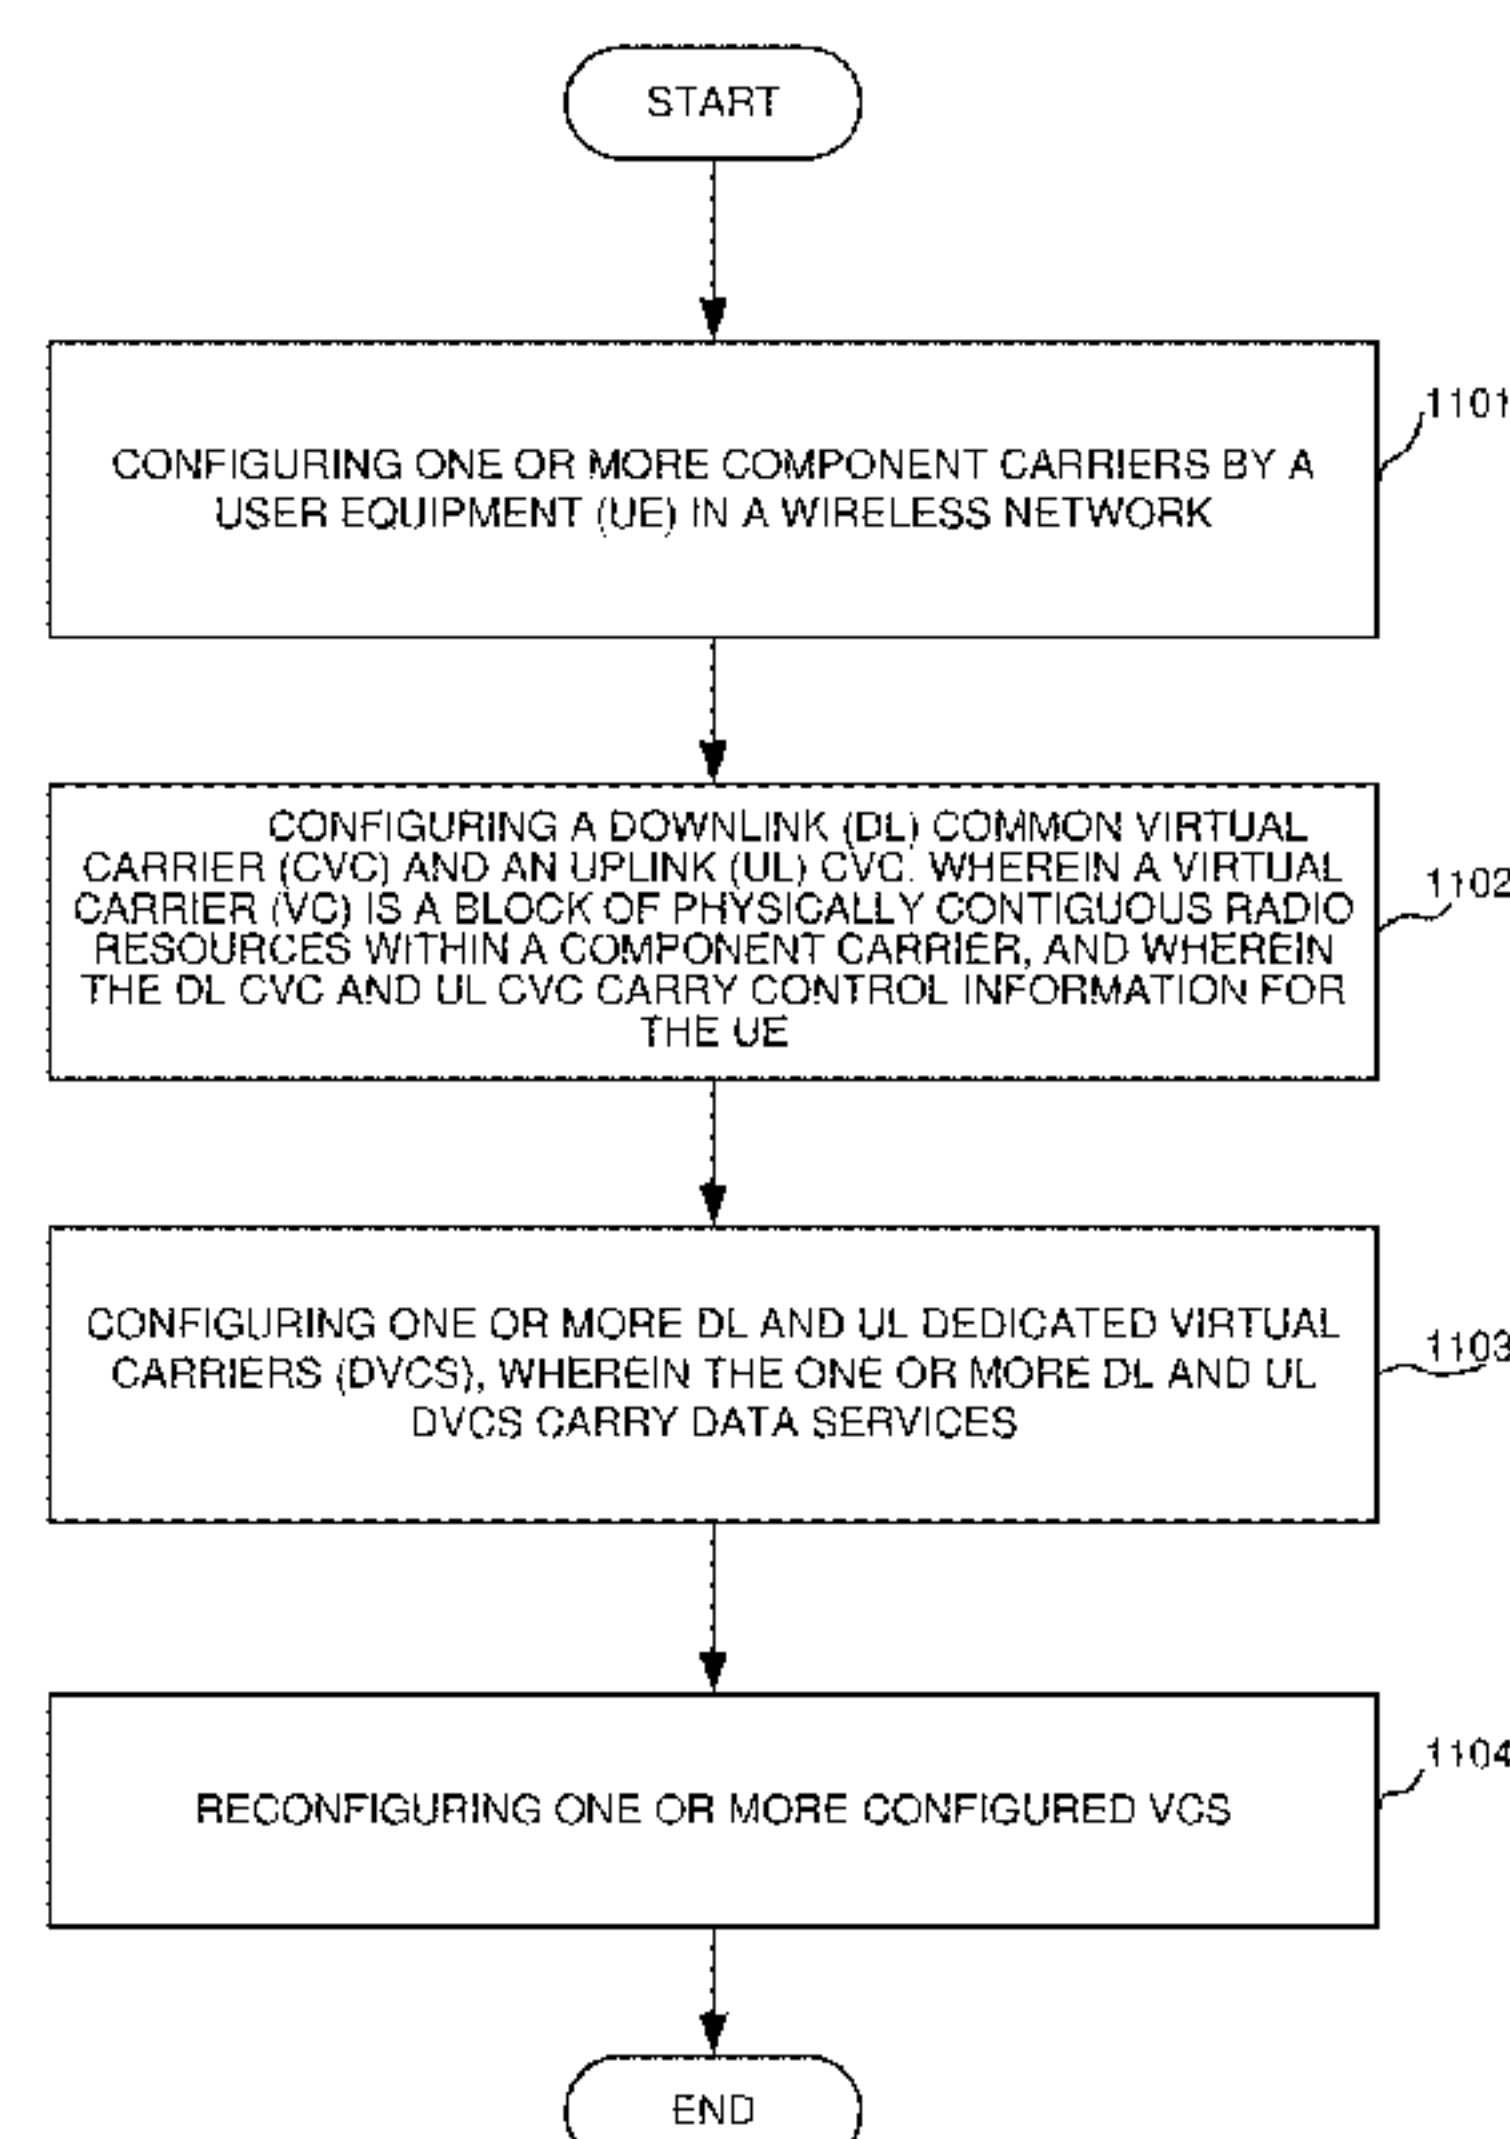 START
1101
CONFIGURING ONE OR MORE COMPONENT CARRIERS BY A
USER EQUIPMENT (UE) IN A WIRELESS NETWORK
CONFIGURING A DOWNLINK (DL) COMMON VIRTUAL
CARRIER (CVC) AND AN UPLINK (UL) CVC. WHEREIN A VIRTUAL
1102
CARRIER (VC) IS A BLOCK OF PHYSICALLY CONTIGUOUS RADIO
RESOURCES WITHIN A COMPONENT CARRIER, AND WHEREIN
THE DL CVC AND UL CVC CARRY CONTROL INFORMATION FOR
THE UE
CONFIGURING ONE OR MORE DL AND UL DEDICATED VIRTUAL
1103
CARRIERS (DVCS), WHEREIN THE ONE OR MORE DL AND UL
DVCS CARRY DATA SERVICES
1104
RECONFIGURING ONE OR MORE CONFIGURED VCS
END